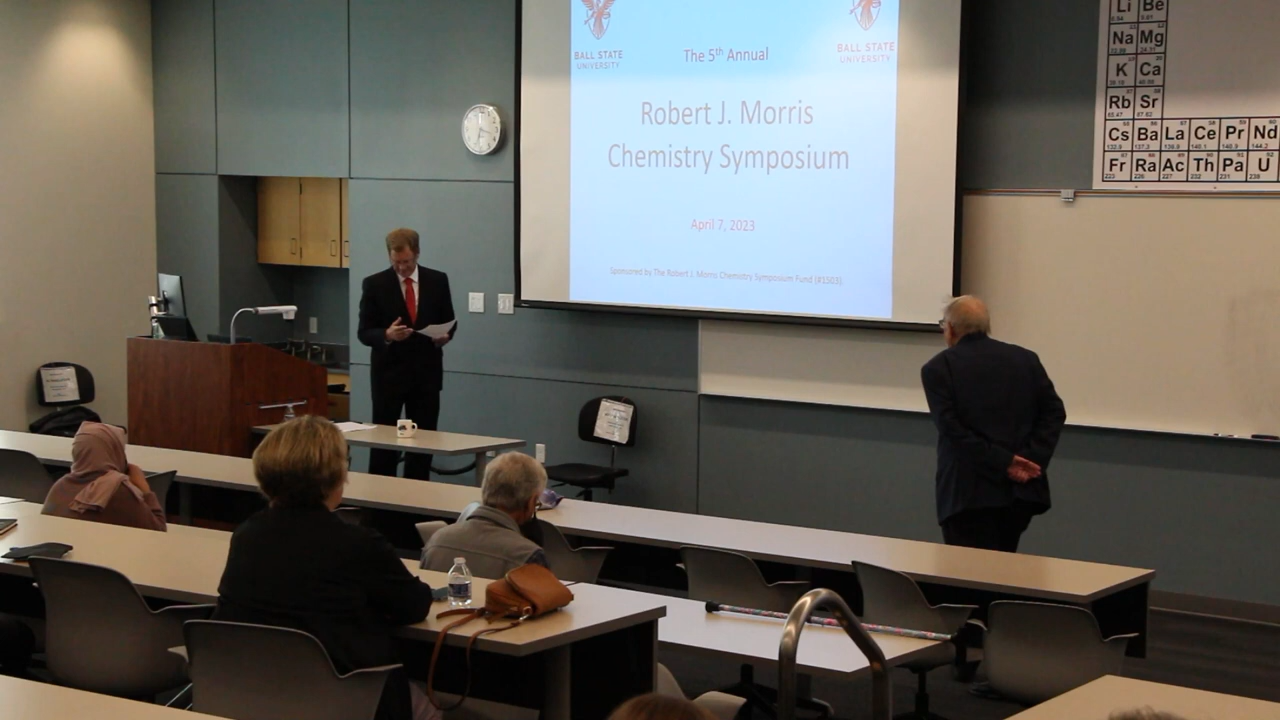 BALL STATE
UNIVERSITY
BALL STATE
UNIVERSITY
The 5th Annual
Robert J. Morris
Chemistry Symposium
April 7, 2023
Sponsored by The Robert J. Morris Chemistry Symposium Fund (#1503)
Li Be
Na Mg
K Ca
Rb Sr
Cs Ba La Ce Pr Nd
Fr Ra Ac Th Pa U